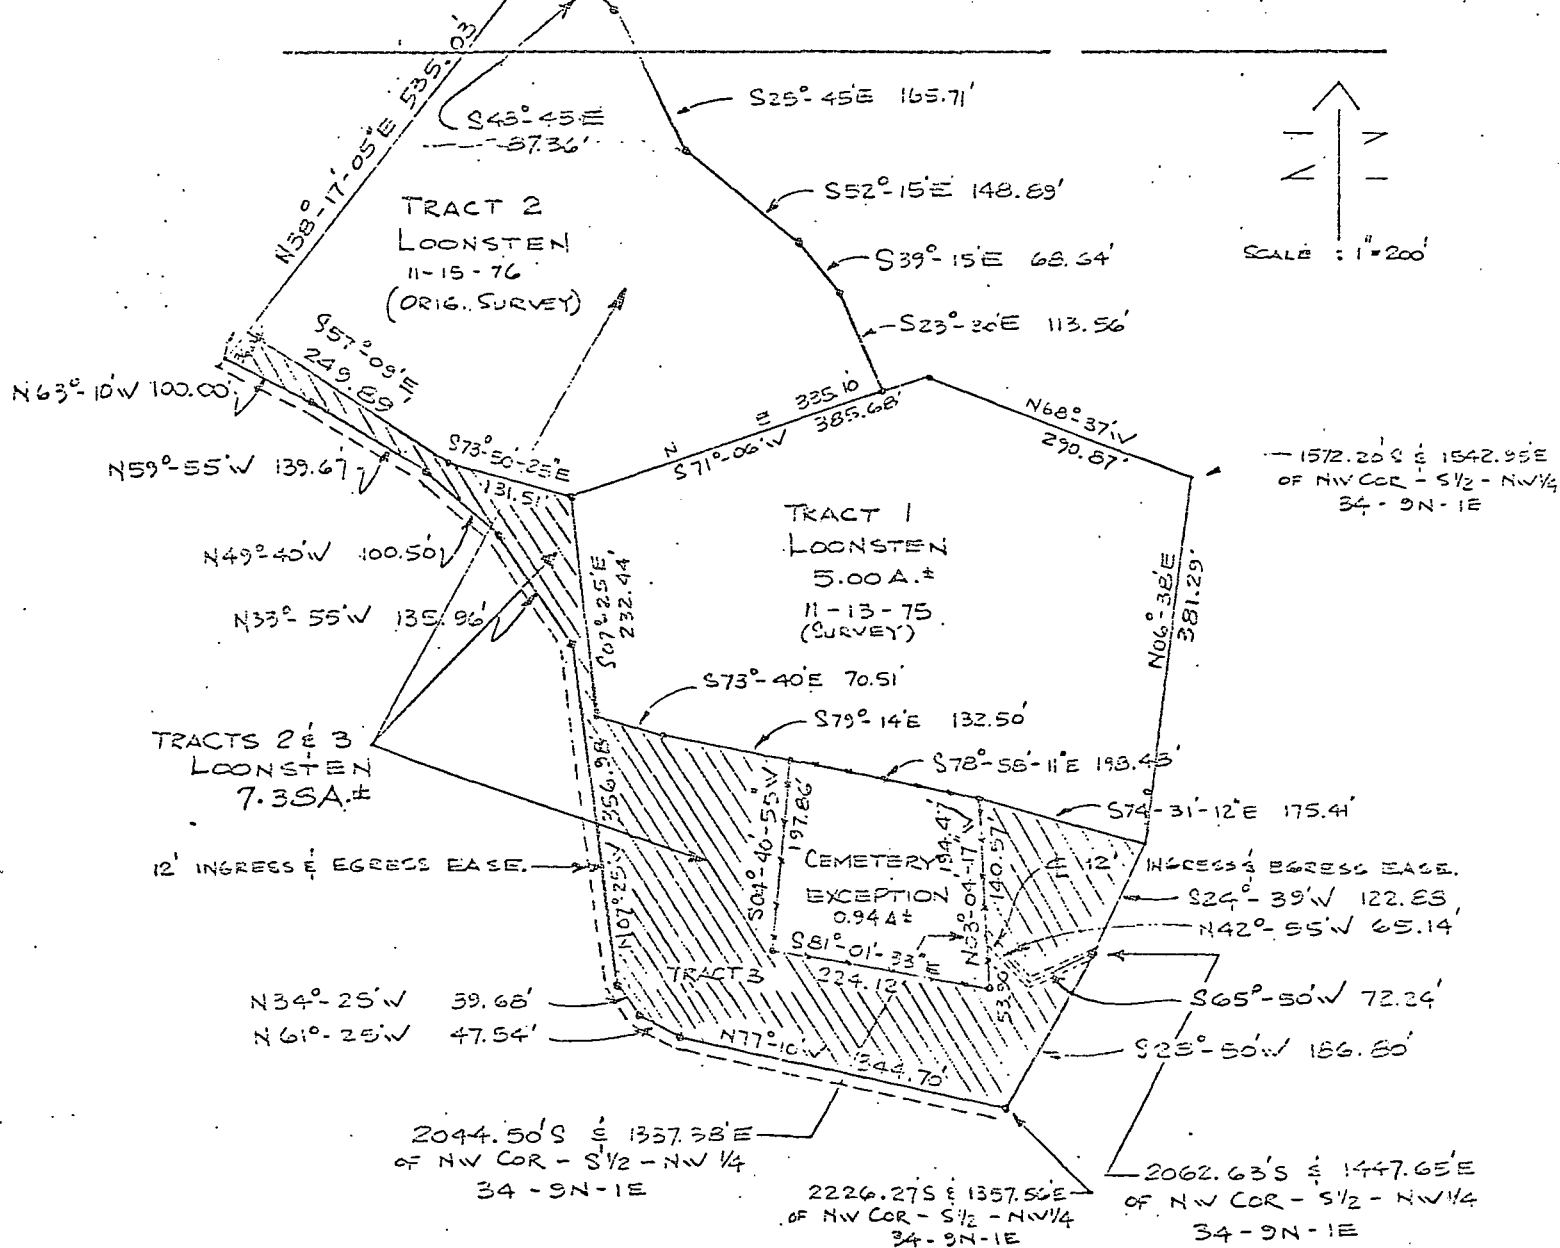 N38°-17'-05"E 535.03'
S43°-45'E
87.36'
S25°-45'E 165.71'
S52°-15'E 148.89'
S39°-15'E 68.64'
S23°-20'E 113.56'
SCALE : 1"=200'
TRACT 2
LOONSTEN
11-15-76
(ORIG. SURVEY)
S57°-09'E
249.89'
N63°-10'W 100.00'
N59°-55'W 139.67'
N49°-40'W 100.50'
N33°-55'W 135.96'
S73°-50'-25"E
131.51'
N E 335.10'
S71°-06'W 385.68'
N68°-37'W
290.87'
1572.20'S & 1542.95'E
OF NW COR - S1/2 - NW1/4
34-9N-1E
TRACT 1
LOONSTEN
5.00 A.±
11-13-75
(SURVEY)
S07°-25'E
232.44'
N06°-38'E
381.29'
S73°-40'E 70.51'
S79°-14'E 132.50'
S78°-58'-11"E 193.43'
S74-31'-12"E 175.41'
TRACTS 2 & 3
LOONSTEN
7.38A.±
12' INGRESS & EGRESS EASE.
N07°-25'W 356.98'
S04°-40'-55"W
197.86'
CEMETERY
EXCEPTION
0.94 A±
194.47'
N03°-04'-17"W
140.57'
53.90'
12' INGRESS & EGRESS EASE.
S24°-39'W 122.88
N42°-55'W 65.14'
S81°-01'-33"E
224.12'
TRACT 3
S65°-50'W 72.24'
S28°-50'W 186.80'
N34°-25'W 39.68'
N61°-25'W 47.54'
N77°-10'W
344.70'
2044.50'S & 1337.38'E
OF NW COR - S1/2 - NW 1/4
34-9N-1E
2226.27'S & 1357.56'E
OF NW COR - S1/2 - NW1/4
34-9N-1E
2062.63'S & 1447.65'E
OF NW COR - S1/2 - NW1/4
34-9N-1E